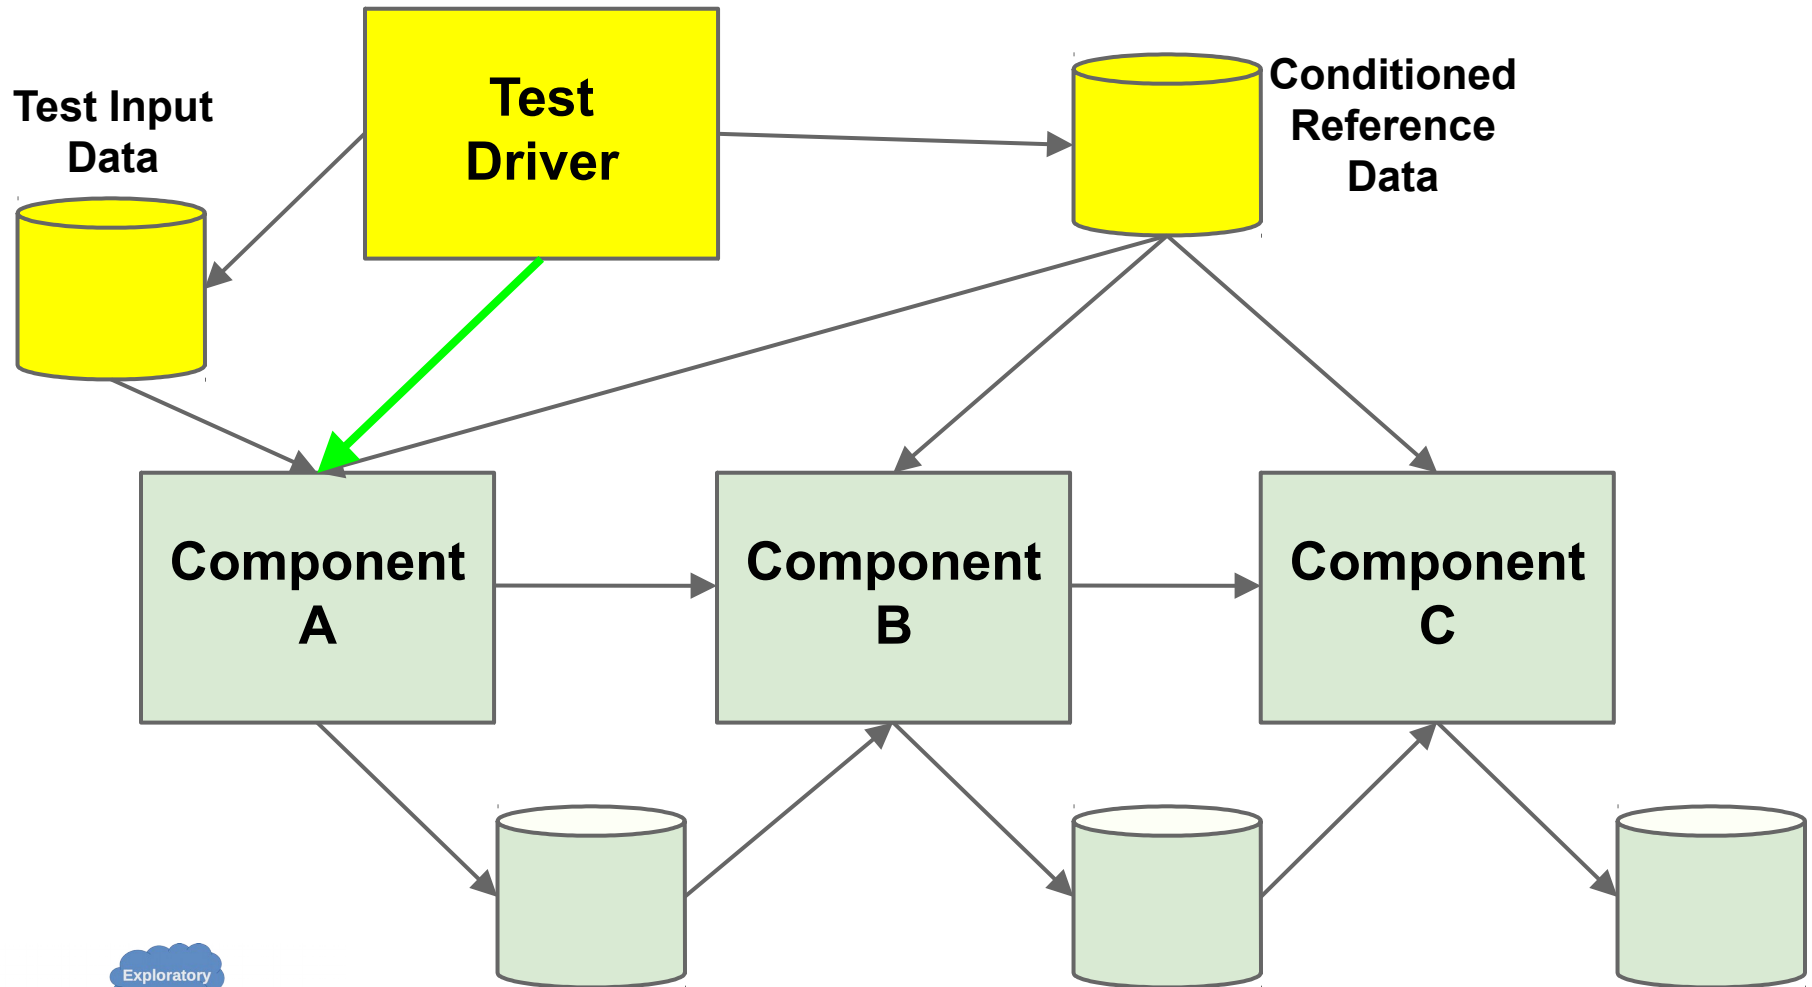 Test Input
Data
Test
Driver
Conditioned
Reference
Data
Component
A
Component
B
Component
C
Exploratory